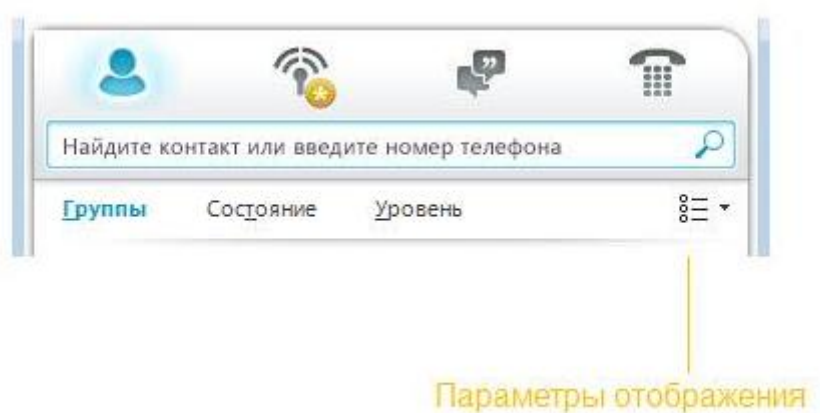 Найдите контакт или введите номер телефона
Группы Состояние Уровень
Параметры отображения